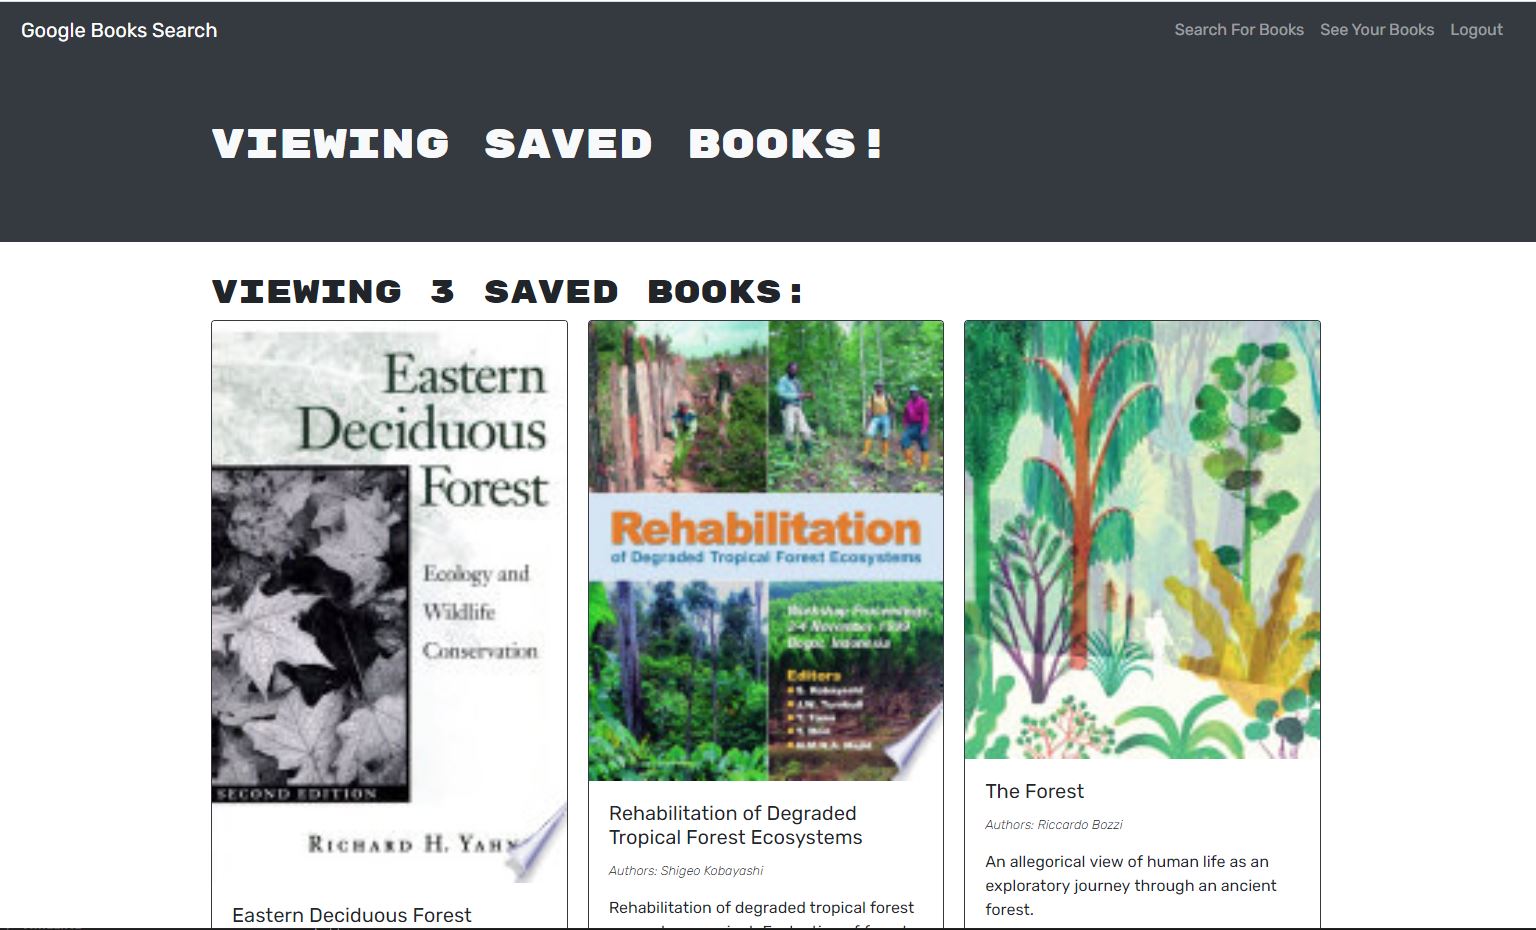 Google Books Search
Search For Books
See Your Books
Logout
VIEWING SAVED BOOKS!
VIEWING 3 SAVED BOOKS:
Eastern
Deciduous
Forest
Ecology and
Wildlife
Conservation
SECOND EDITION
RICHARD H.
Eastern Deciduous Forest
Rehabilitation
of Degraded Tropical Forest Ecosystems
Workshop Proceedings,
2-4 November 1999
Bogor, Indonesia
Editors
S. Kobayashi
J.W. Turnbull
Rehabilitation of Degraded
Tropical Forest Ecosystems
Authors: Shigeo Kobayashi
Rehabilitation of degraded tropical forest
The Forest
Authors: Riccardo Bozzi
An allegorical view of human life as an
exploratory journey through an ancient
forest.